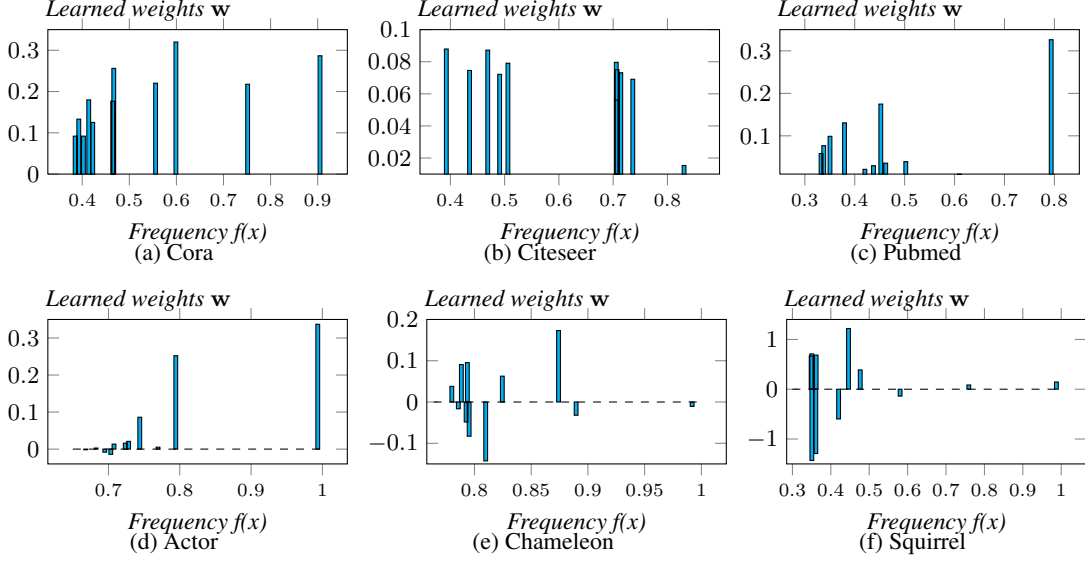 Learned weights w
0.3
0.2
0.1
0
0.4 0.5 0.6 0.7 0.8 0.9
Frequency f(x)
(a) Cora
Learned weights w
0.1
0.08
0.06
0.04
0.02
0.4 0.5 0.6 0.7 0.8
Frequency f(x)
(b) Citeseer
Learned weights w
0.3
0.2
0.1
0.3 0.4 0.5 0.6 0.7 0.8
Frequency f(x)
(c) Pubmed
Learned weights w
0.3
0.2
0.1
0
0.7 0.8 0.9 1
Frequency f(x)
(d) Actor
Learned weights w
0.2
0.1
0
−0.1
0.8 0.85 0.9 0.95 1
Frequency f(x)
(e) Chameleon
Learned weights w
1
0
−1
0.3 0.4 0.5 0.6 0.7 0.8 0.9 1
Frequency f(x)
(f) Squirrel